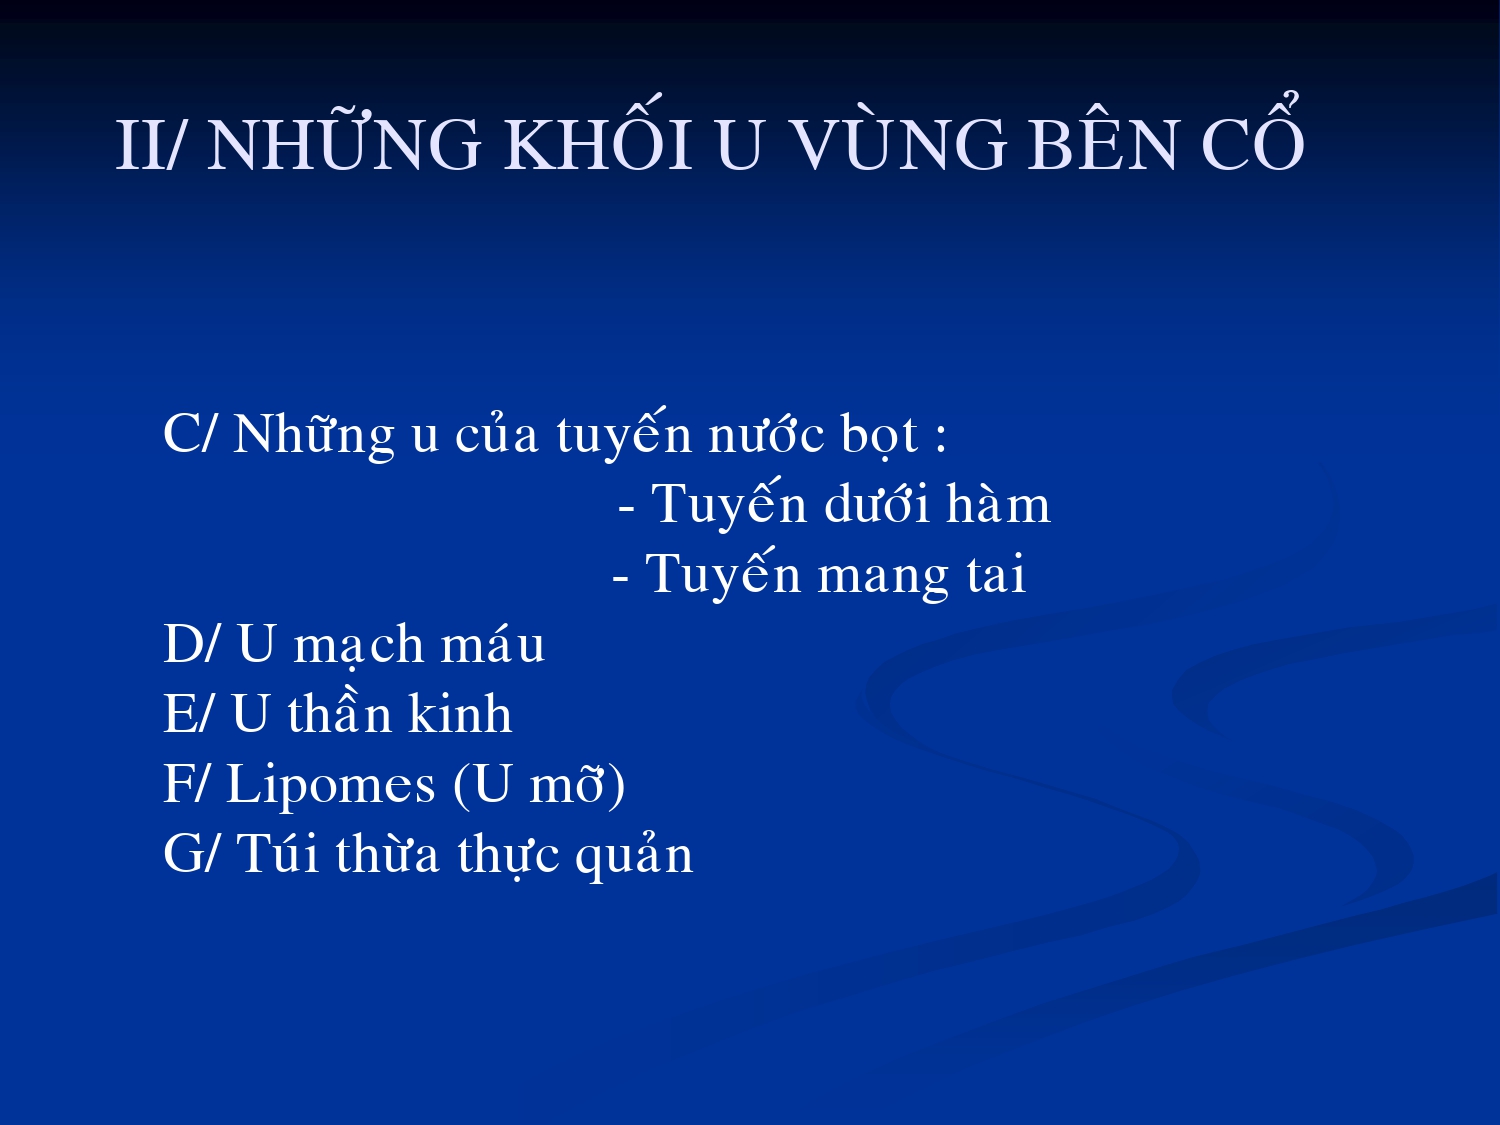 II/ NHỮNG KHỐI U VÙNG BÊN CỔ
C/ Những u của tuyến nước bọt :
- Tuyến dưới hàm
- Tuyến mang tai
D/ U mạch máu
E/ U thần kinh
F/ Lipomes (U mỡ)
G/ Túi thừa thực quản